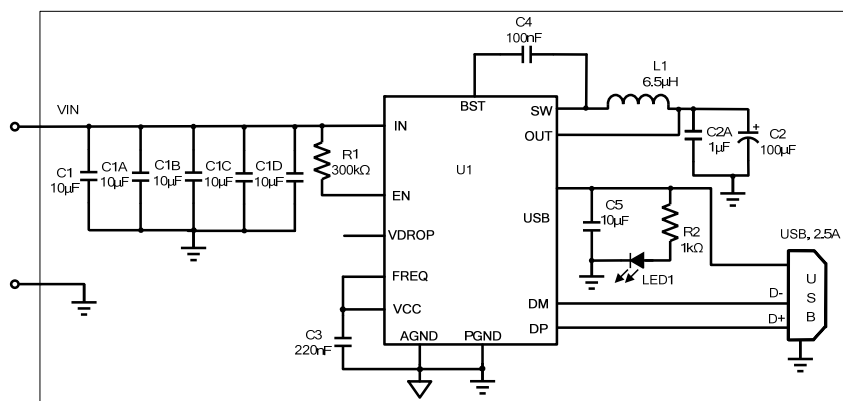 C4
100nF
L1
6.5µH
VIN
BST
SW
IN
OUT
C2A
1µF
C2
100µF
+
C1
10µF
C1A
10µF
C1B
10µF
C1C
10µF
C1D
10µF
R1
300kΩ
U1
EN
USB
C5
10µF
R2
1kΩ
VDROP
USB, 2.5A
LED1
FREQ
U
S
B
DM
D-
VCC
DP
D+
C3
220nF
AGND
PGND